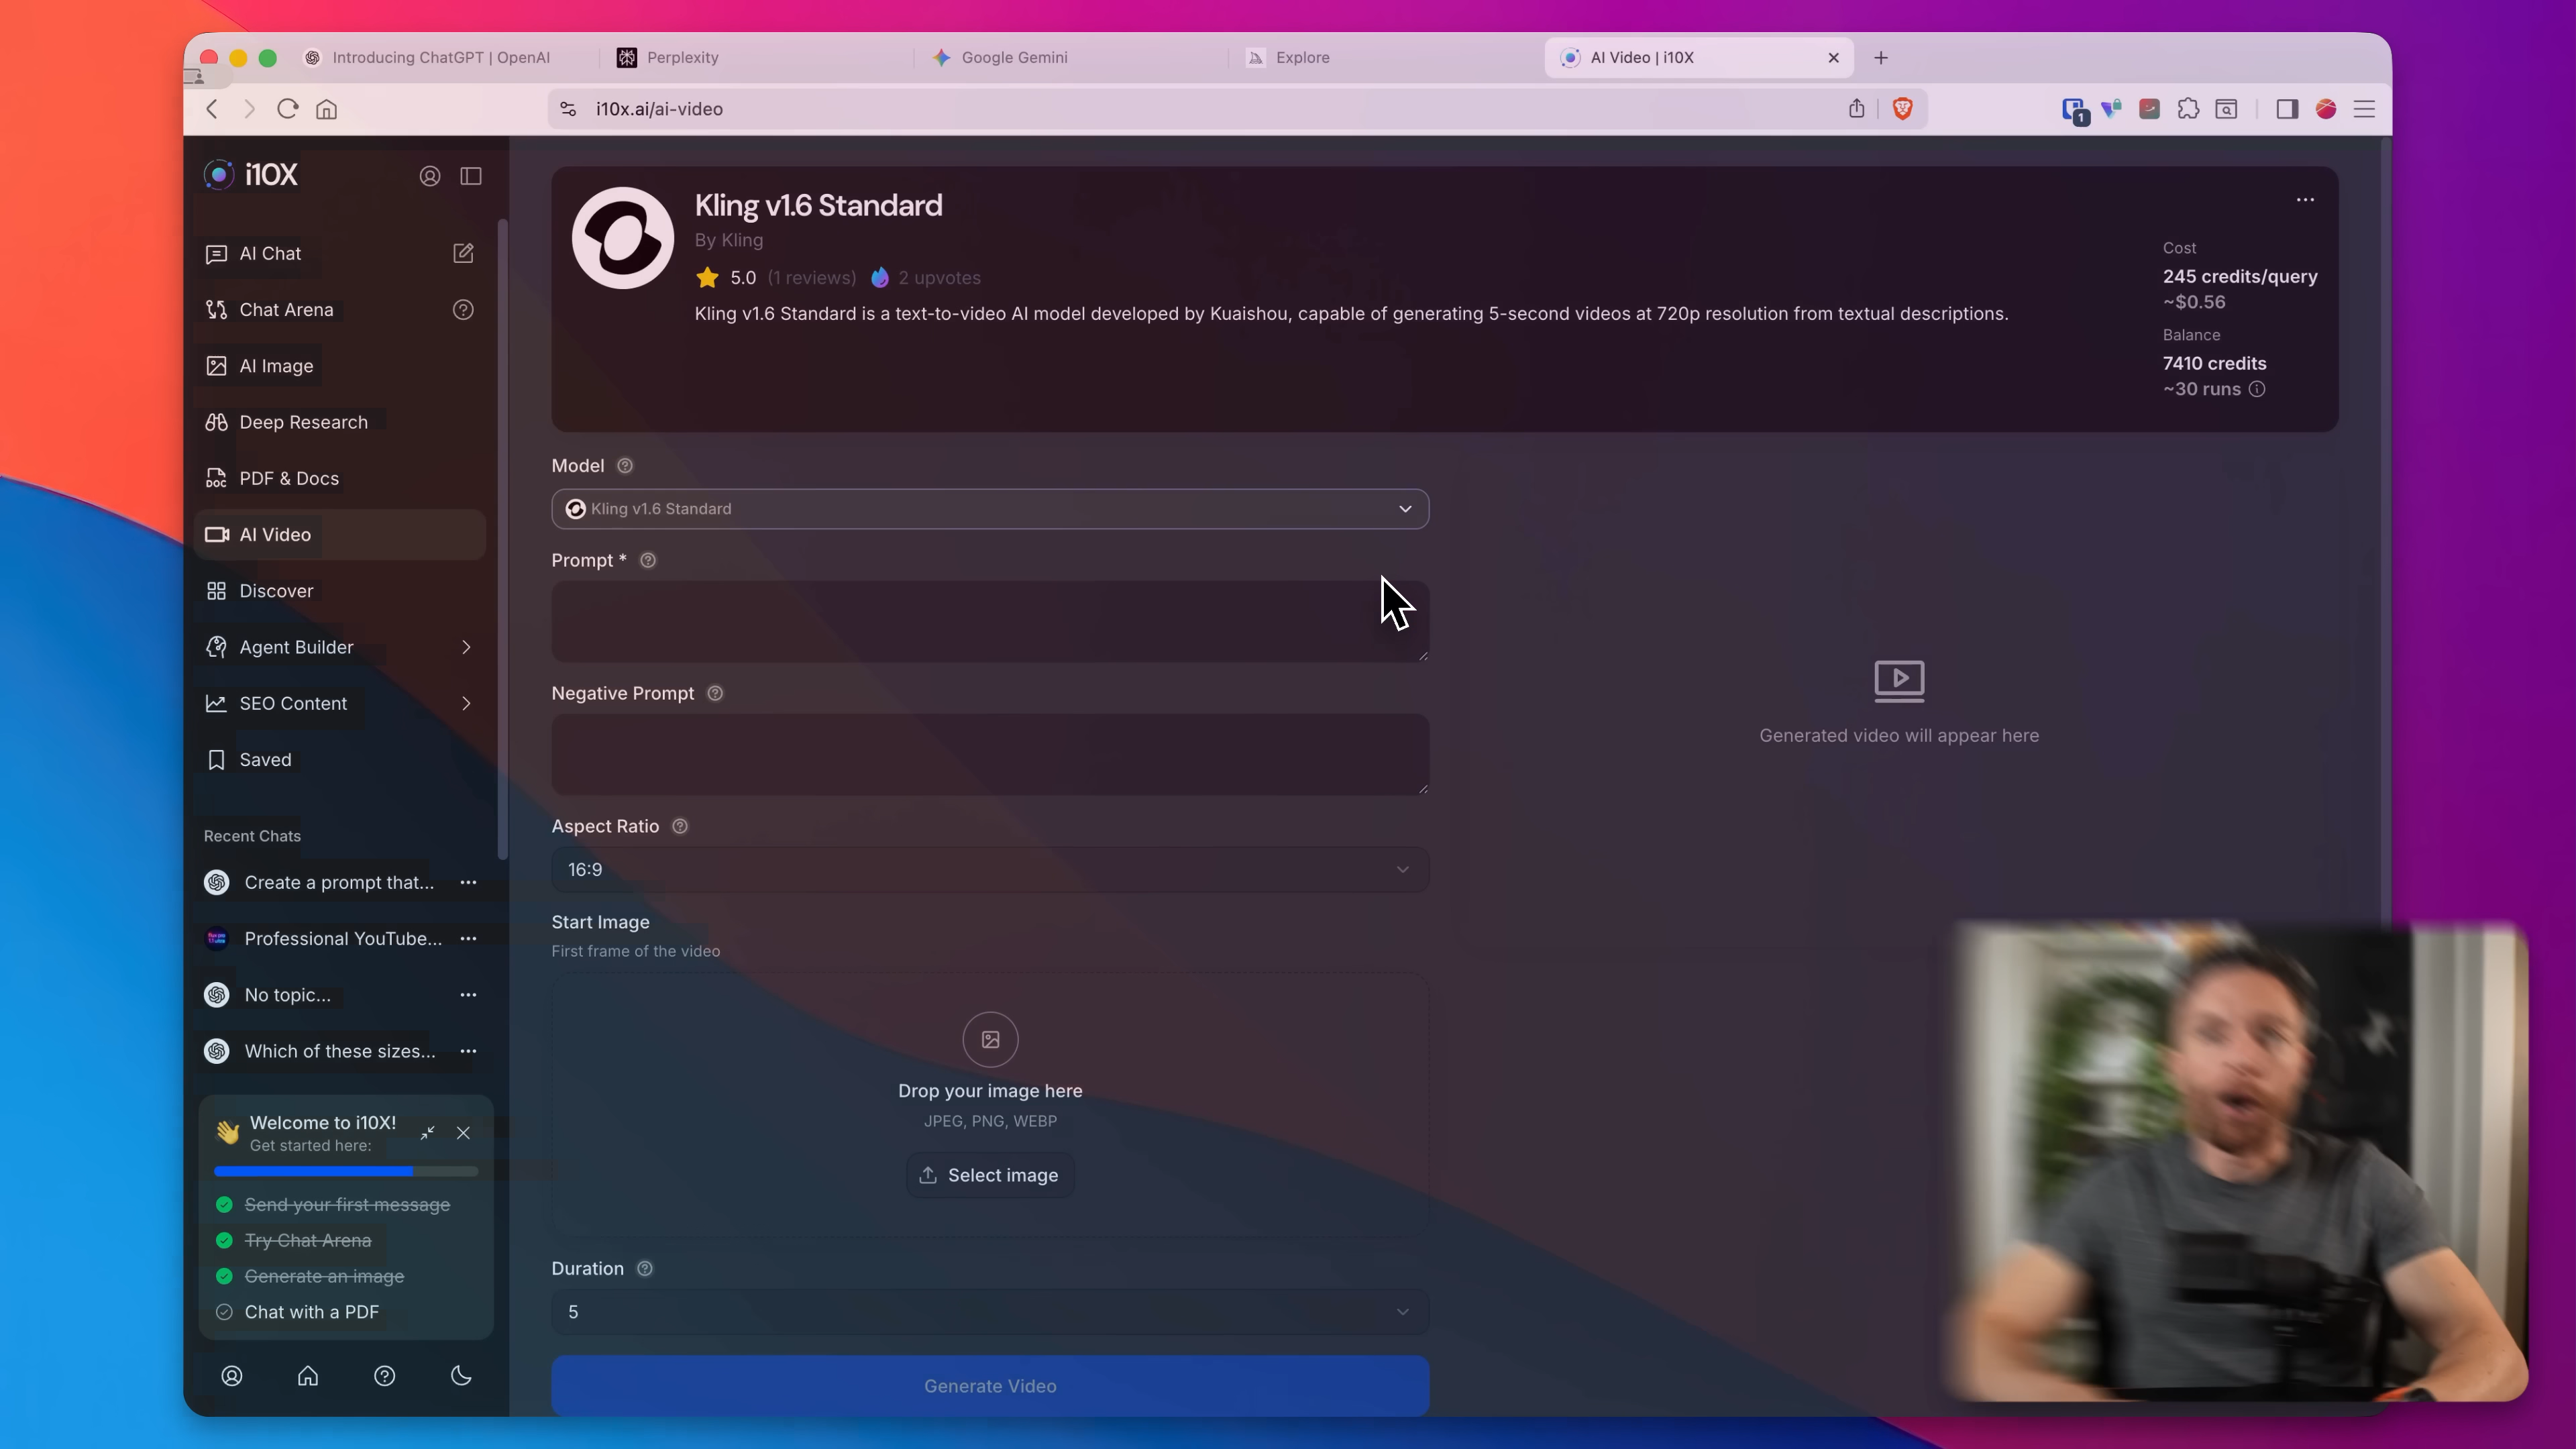 Introducing ChatGPT | OpenAI
Perplexity
Google Gemini
Explore
AI Video | i10X
i10x.ai/ai-video
1
i10X
AI Chat
Chat Arena
AI Image
Deep Research
PDF & Docs
AI Video
Discover
Agent Builder
SEO Content
Saved
Recent Chats
Create a prompt that...
Professional YouTube...
No topic...
Which of these sizes...
Welcome to i10X!
Get started here:
Send your first message
Try Chat Arena
Generate an image
Chat with a PDF
Kling v1.6 Standard
By Kling
5.0 (1 reviews) 2 upvotes
Kling v1.6 Standard is a text-to-video AI model developed by Kuaishou, capable of generating 5-second videos at 720p resolution from textual descriptions.
Cost
245 credits/query
~$0.56
Balance
7410 credits
~30 runs
Model
Kling v1.6 Standard
Prompt *
Negative Prompt
Aspect Ratio
16:9
Start Image
First frame of the video
Drop your image here
JPEG, PNG, WEBP
Select image
Duration
5
Generate Video
Generated video will appear here